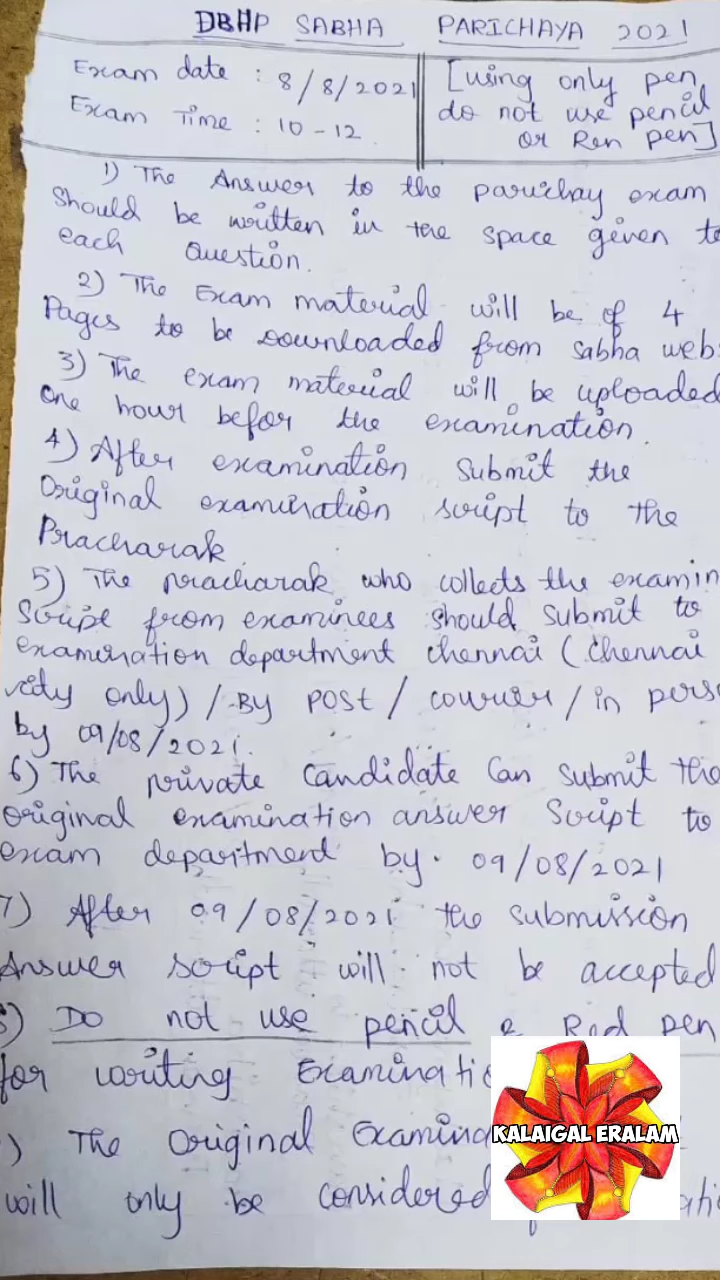 DBHP SABHA PARICHAYA 2021
Exam date : 8/8/2021
Exam Time : 10-12
[using only pen
do not use pencil
or Ren pen]
1) The Answer to the parichay exam
Should be written in the space given to
each Question.
2) The Exam material will be of 4
Pages to be Downloaded from Sabha web
3) The exam material will be uploaded
One hour befor the examination.
4) After examination Submit the
Original examination script to the
Pracharak
5) The pracharak who collects the examin
Script from examinees should submit to
examination department chennai (chennai
city only) / By POST / courier / in pers
by 09/08/2021.
6) The private Candidate Can Submit the
Original examination answer Script to
exam department by. 09/08/2021
7) After 09/08/2021 the submission
Answer script will not be accepted
8) Do not use pencil & Red pen
for writing Examinatio
) The Original Examina
will only be considered
KALAIGAL ERALAM